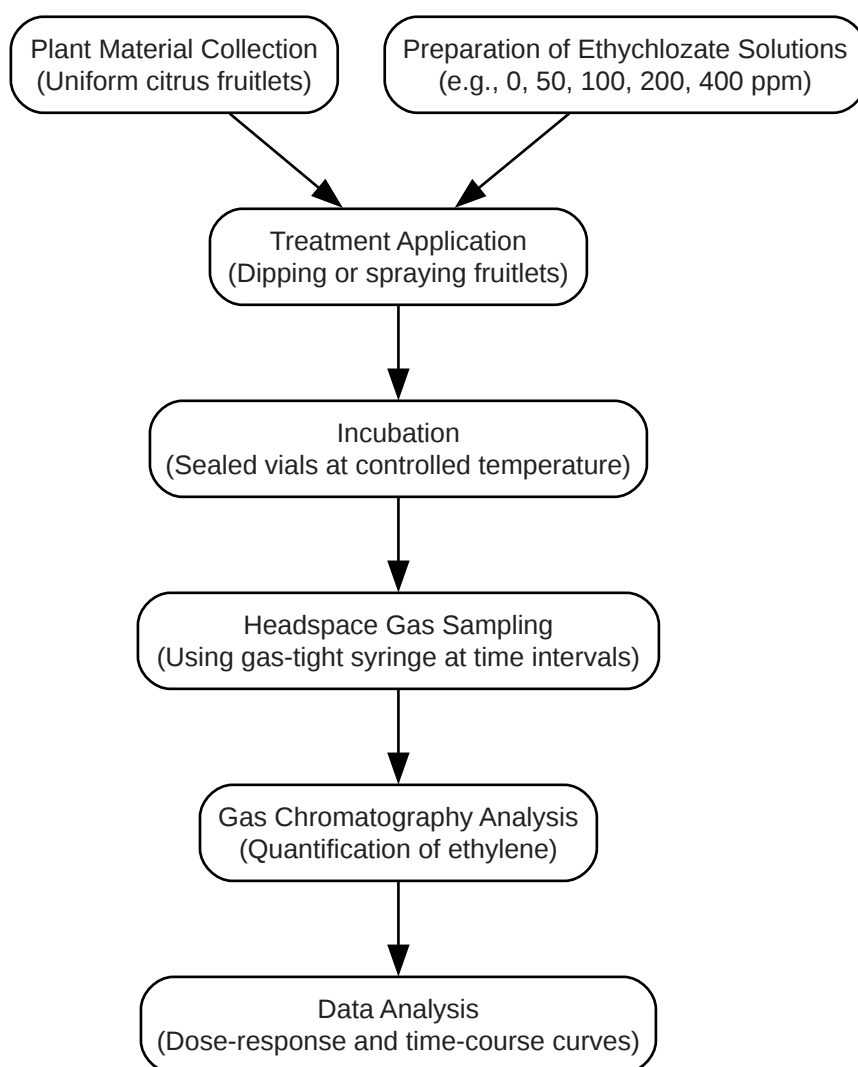 Plant Material Collection
(Uniform citrus fruitlets)
Preparation of Ethychlozate Solutions
(e.g., 0, 50, 100, 200, 400 ppm)
Treatment Application
(Dipping or spraying fruitlets)
Incubation
(Sealed vials at controlled temperature)
Headspace Gas Sampling
(Using gas-tight syringe at time intervals)
Gas Chromatography Analysis
(Quantification of ethylene)
Data Analysis
(Dose-response and time-course curves)